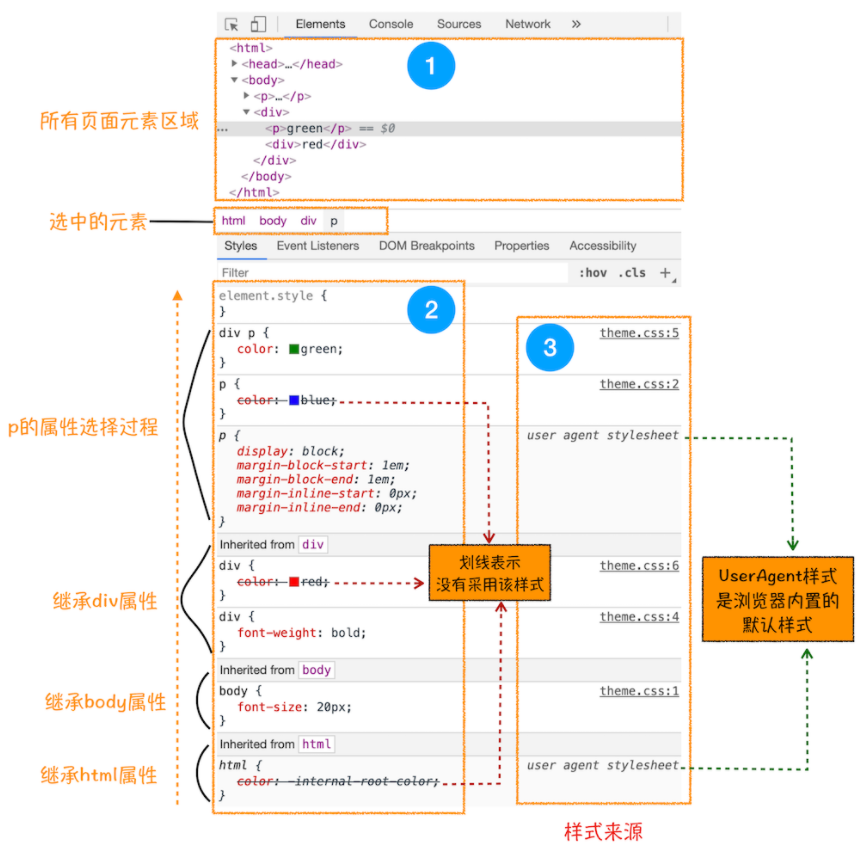 Elements Console Sources Network »
<html>
<head>…</head>
1
<body>
<p>…</p>
所有页面元素区域
<div>
… <p>green</p> == $0
<div>red</div>
</div>
</body>
</html>
选中的元素
html body div p
Styles Event Listeners DOM Breakpoints Properties Accessibility
Filter :hov .cls +
element.style {
}
2
div p { theme.css:5
3
color: green;
}
p { theme.css:2
color: blue;
}
p的属性选择过程
p { user agent stylesheet
display: block;
margin-block-start: 1em;
margin-block-end: 1em;
margin-inline-start: 0px;
margin-inline-end: 0px;
}
Inherited from div
div { theme.css:6
color: red;
}
划线表示
没有采用该样式
UserAgent样式
是浏览器内置的
默认样式
继承div属性
div { theme.css:4
font-weight: bold;
}
Inherited from body
body { theme.css:1
继承body属性
font-size: 20px;
}
Inherited from html
html { user agent stylesheet
继承html属性
color: -internal-root-color;
}
样式来源